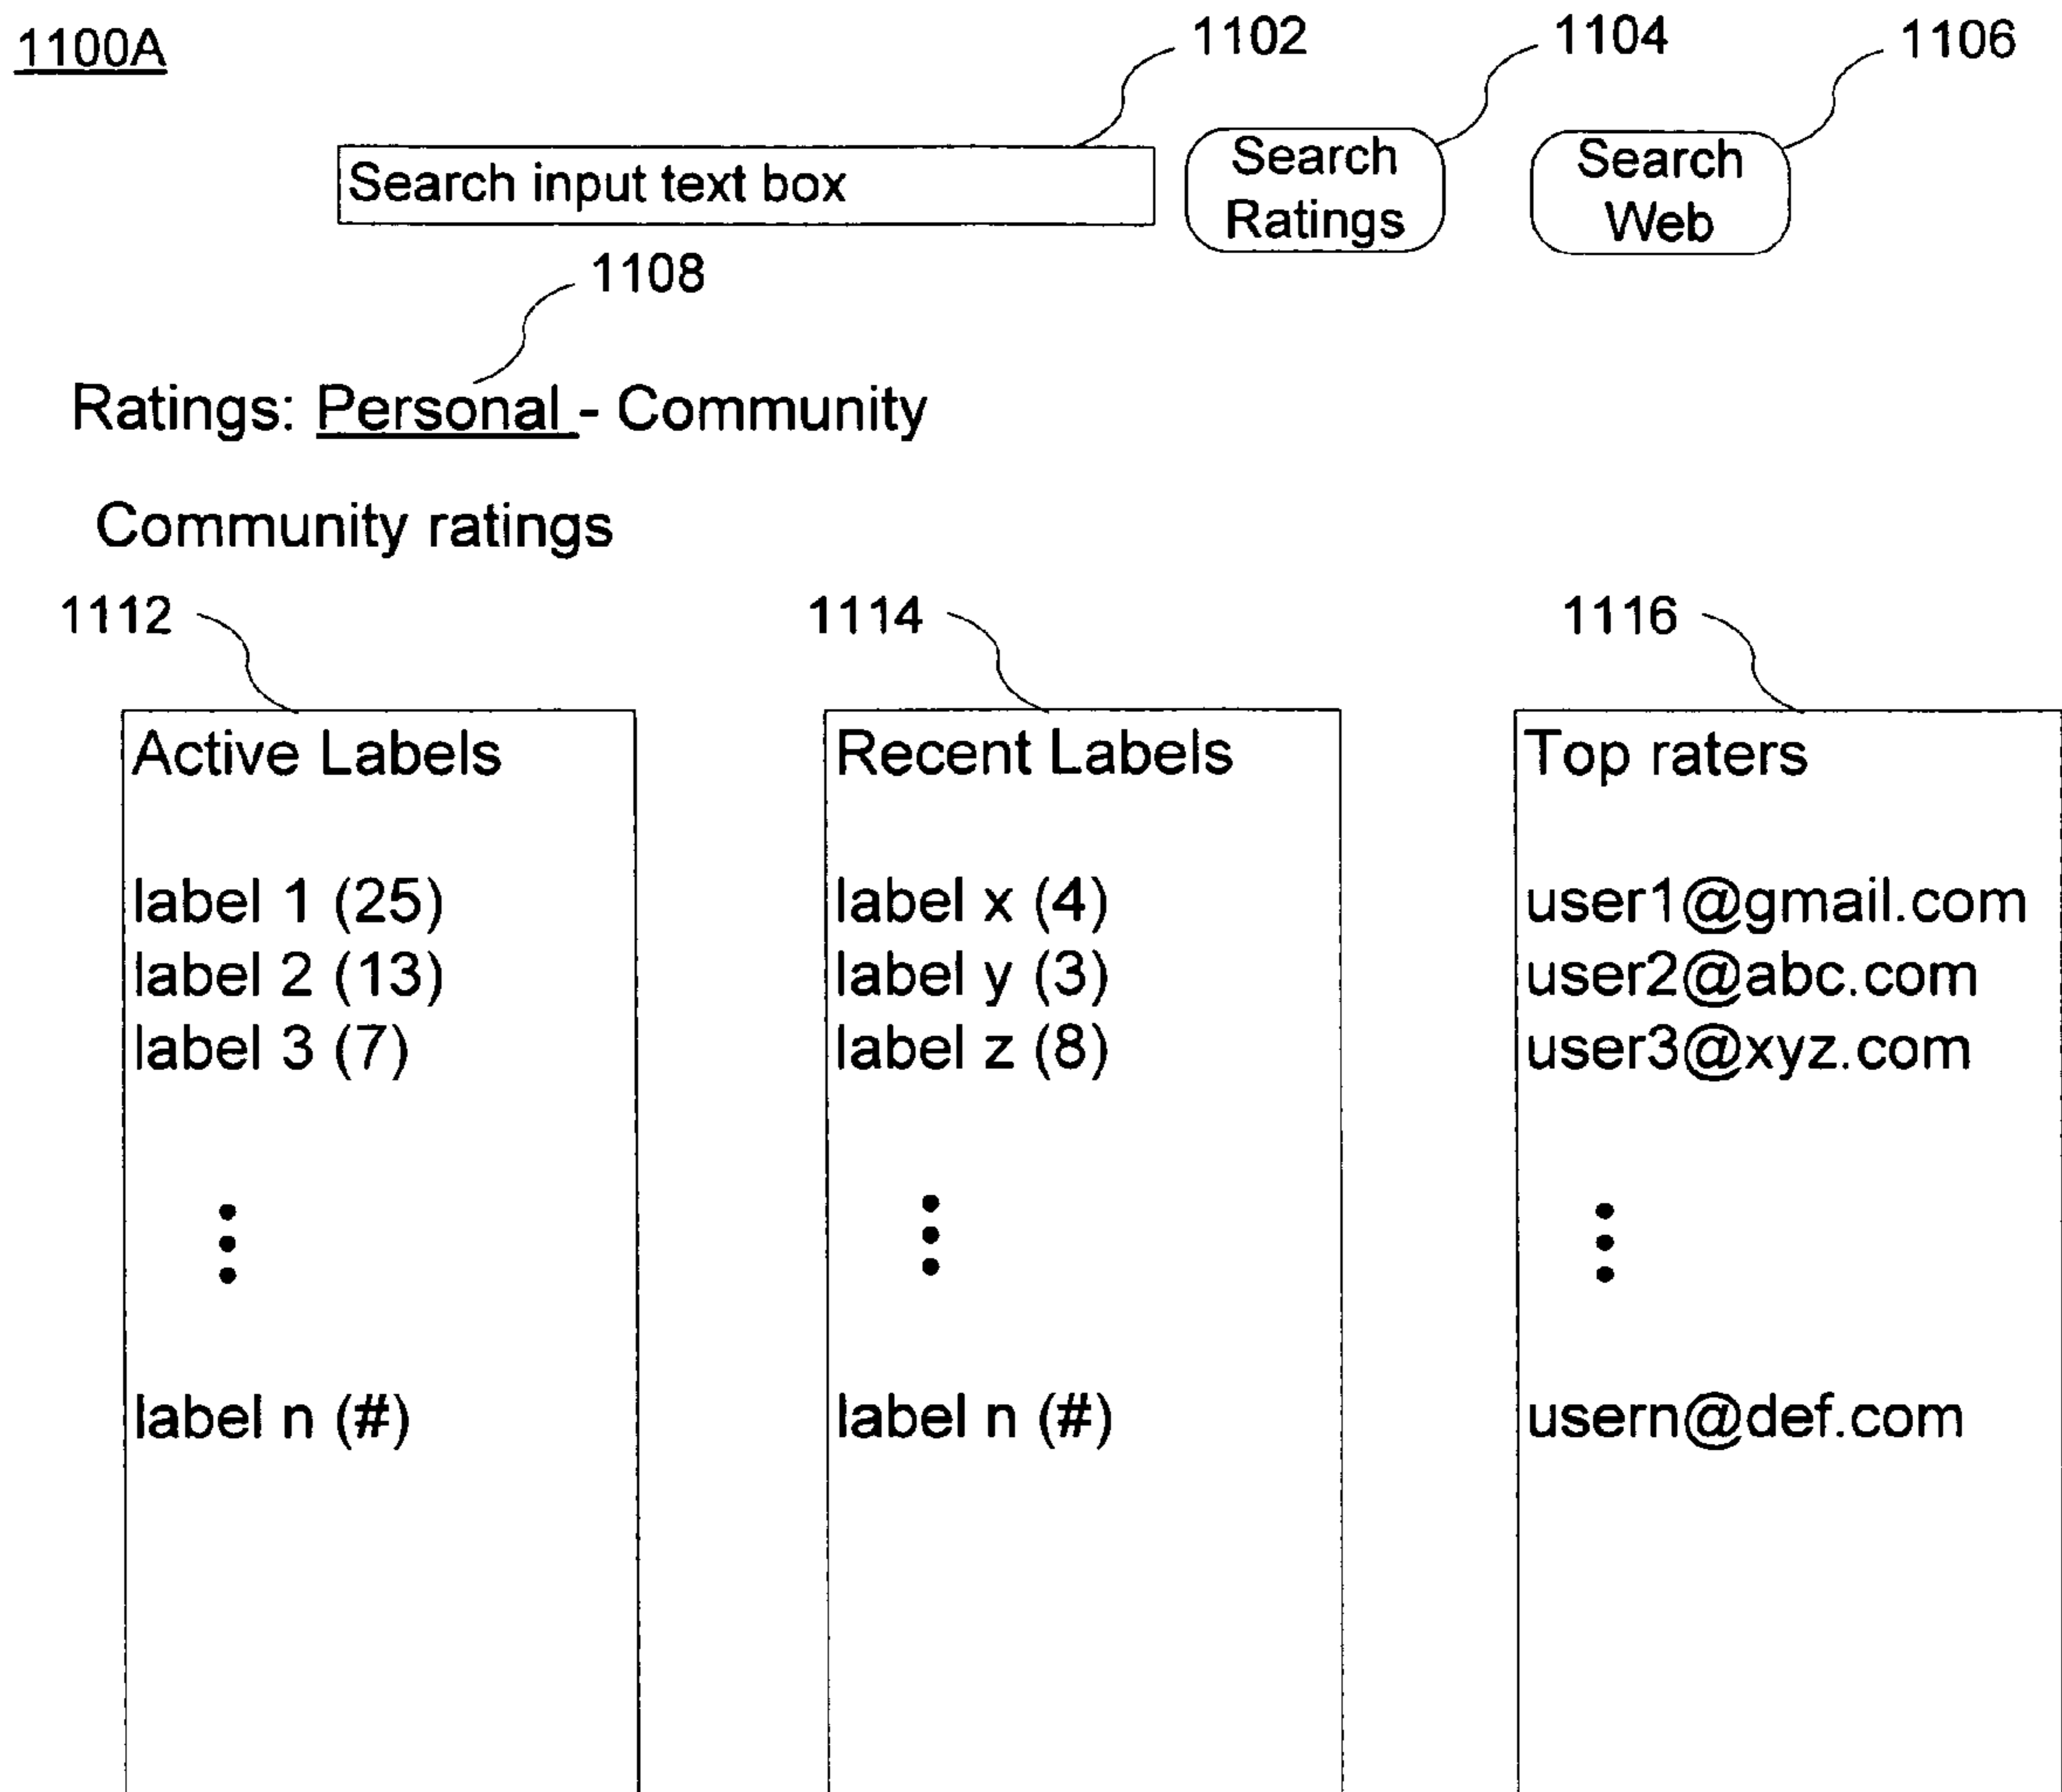 1100A
1102
1104
1106
Search input text box
Search
Ratings
Search
Web
1108
Ratings: Personal - Community
Community ratings
1112
1114
1116
Active Labels
label 1 (25)
label 2 (13)
label 3 (7)
label n (#)
Recent Labels
label x (4)
label y (3)
label z (8)
label n (#)
Top raters
user1@gmail.com
user2@abc.com
user3@xyz.com
usern@def.com